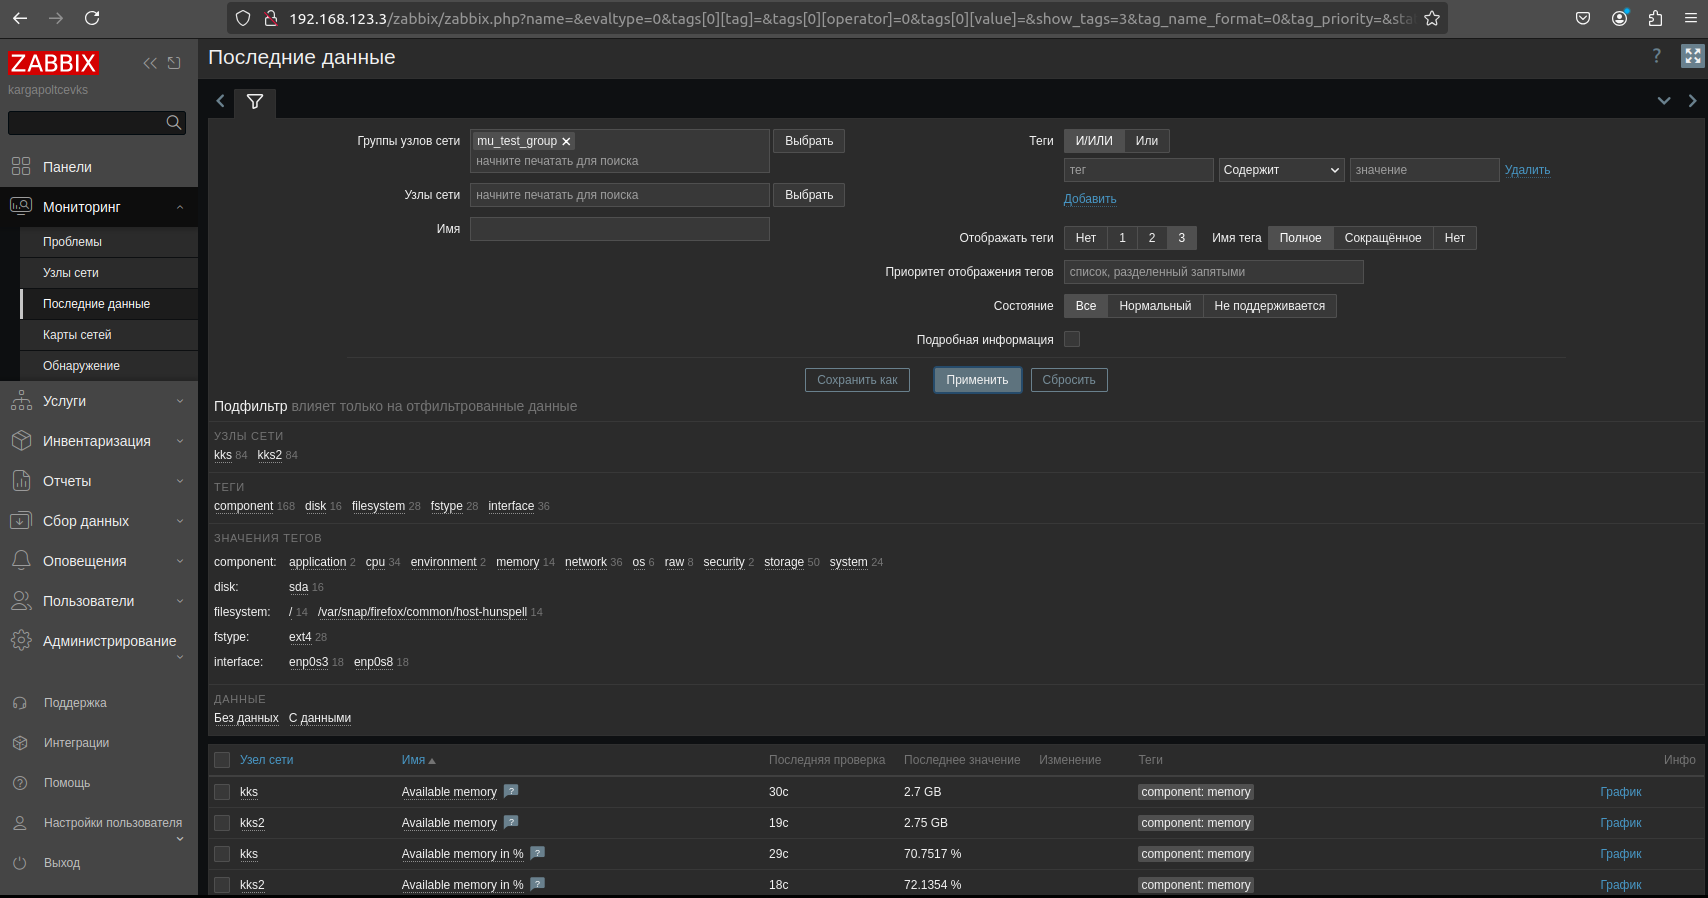 192.168.123.3/zabbix/zabbix.php?name=&evaltype=0&tags[0][tag]=&tags[0][operator]=0&tags[0][value]=&show_tags=3&tag_name_format=0&tag_priority=&sta
ZABBIX
kargapoltcevks
Панели
Мониторинг
Проблемы
Узлы сети
Последние данные
Карты сетей
Обнаружение
Услуги
Инвентаризация
Отчеты
Сбор данных
Оповещения
Пользователи
Администрирование
Поддержка
Интеграции
? Помощь
Настройки пользователя
Выход
Последние данные ?
Группы узлов сети mu_test_group Выбрать
начните печатать для поиска
Узлы сети начните печатать для поиска Выбрать
Имя
Теги И/ИЛИ Или
тег Содержит значение Удалить
Добавить
Отображать теги Нет 1 2 3 Имя тега Полное Сокращённое Нет
Приоритет отображения тегов список, разделенный запятыми
Состояние Все Нормальный Не поддерживается
Подробная информация
Сохранить как Применить Сбросить
Подфильтр влияет только на отфильтрованные данные
УЗЛЫ СЕТИ
kks 84 kks2 84
ТЕГИ
component 168 disk 16 filesystem 28 fstype 28 interface 36
ЗНАЧЕНИЯ ТЕГОВ
component: application 2 cpu 34 environment 2 memory 14 network 36 os 6 raw 8 security 2 storage 50 system 24
disk: sda 16
filesystem: / 14 /var/snap/firefox/common/host-hunspell 14
fstype: ext4 28
interface: enp0s3 18 enp0s8 18
ДАННЫЕ
Без данных С данными
Узел сети Имя Последняя проверка Последнее значение Изменение Теги Инфо
kks Available memory ? 30с 2.7 GB component: memory График
kks2 Available memory ? 19с 2.75 GB component: memory График
kks Available memory in % ? 29с 70.7517 % component: memory График
kks2 Available memory in % ? 18с 72.1354 % component: memory График